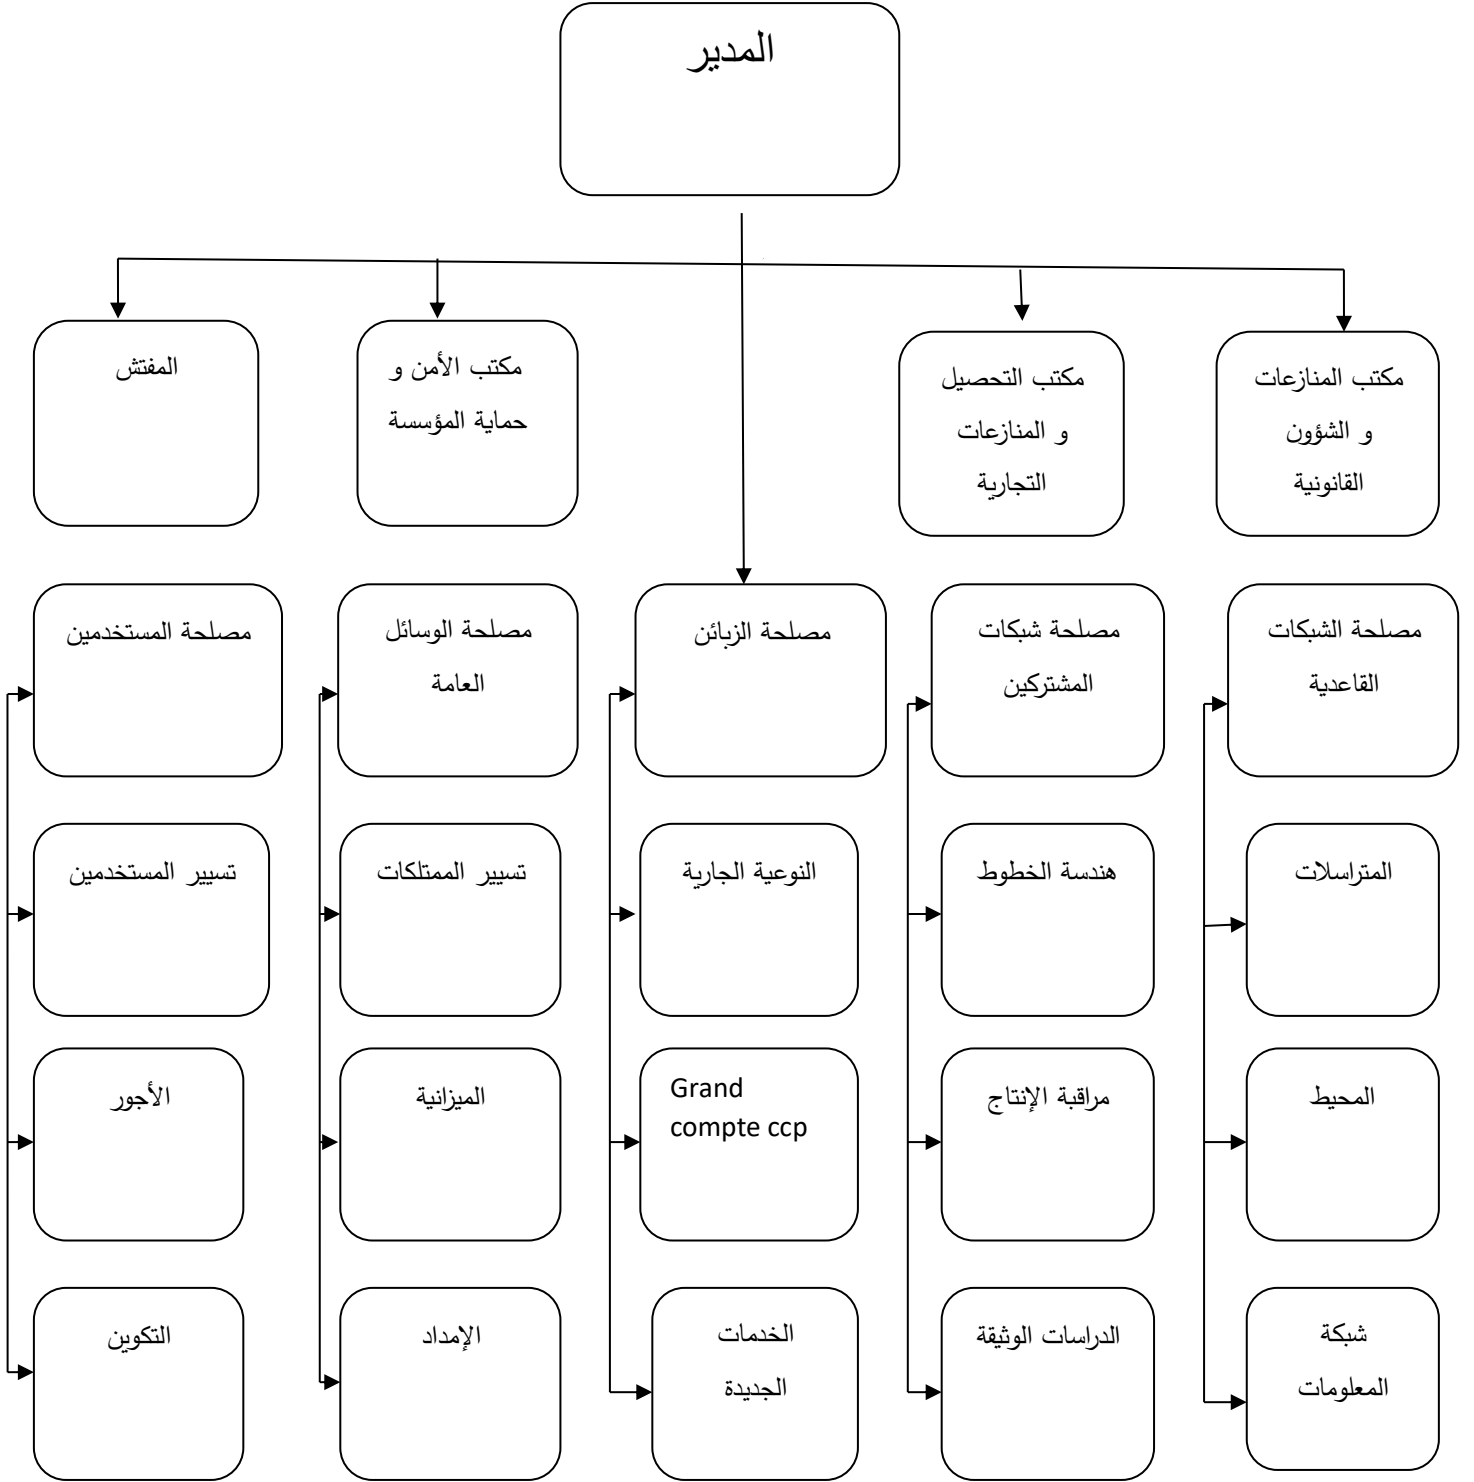 المدير
مكتب المنازعات
و الشؤون
القانونية
مكتب التحصيل
و المنازعات
التجارية
مكتب الأمن و
حماية المؤسسة
المفتش
مصلحة الشبكات
القاعدية
مصلحة شبكات
المشتركين
مصلحة الزبائن
مصلحة الوسائل
العامة
مصلحة المستخدمين
المتراسلات
هندسة الخطوط
النوعية الجارية
تسيير الممتلكات
تسيير المستخدمين
المحيط
مراقبة الإنتاج
Grand
compte ccp
الميزانية
الأجور
شبكة
المعلومات
الدراسات الوثيقة
الخدمات
الجديدة
الإمداد
التكوين